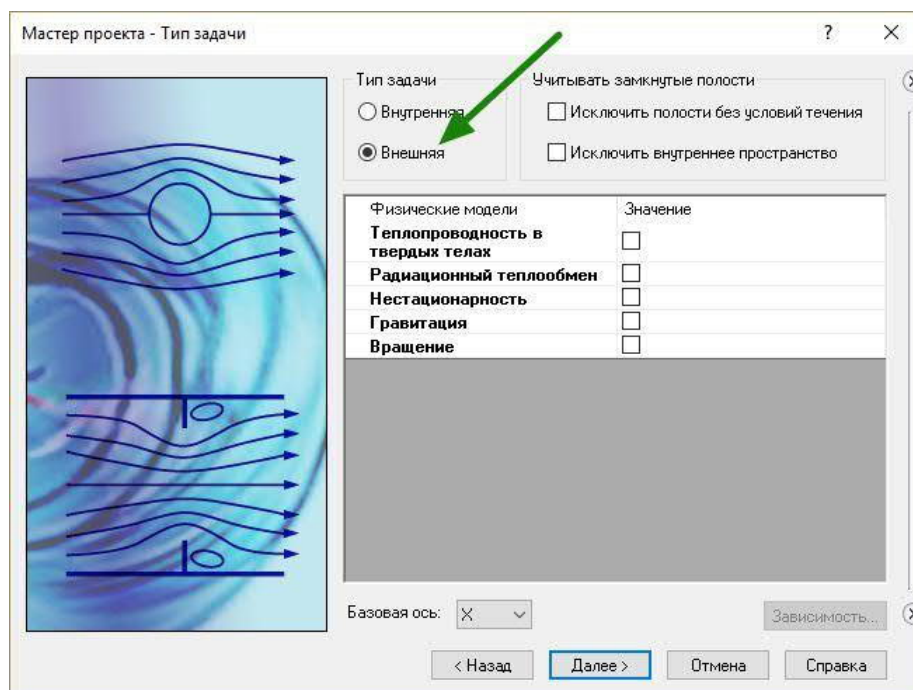 Мастер проекта - Тип задачи
?
Тип задачи
Внутренняя
Внешняя
Учитывать замкнутые полости
Исключить полости без условий течения
Исключить внутреннее пространство
Физические модели Значение
Теплопроводность в
твердых телах
Радиационный теплообмен
Нестационарность
Гравитация
Вращение
Базовая ось: X
Зависимость...
< Назад Далее > Отмена Справка